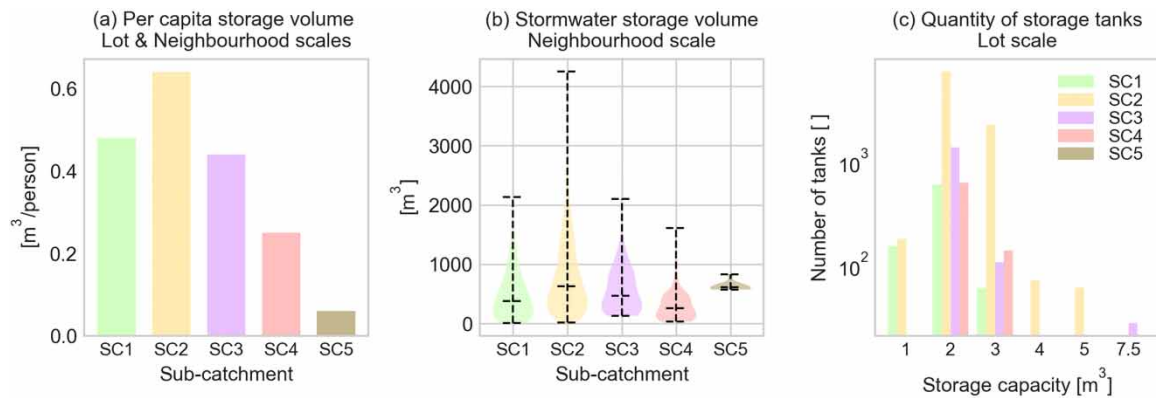 (a) Per capita storage volume
Lot & Neighbourhood scales
[m³/person]
0.6
0.4
0.2
0.0
SC1 SC2 SC3 SC4 SC5
Sub-catchment
(b) Stormwater storage volume
Neighbourhood scale
[m³]
4000
3000
2000
1000
0
SC1 SC2 SC3 SC4 SC5
Sub-catchment
(c) Quantity of storage tanks
Lot scale
Number of tanks [ ]
10³
10²
SC1
SC2
SC3
SC4
SC5
1 2 3 4 5 7.5
Storage capacity [m³]